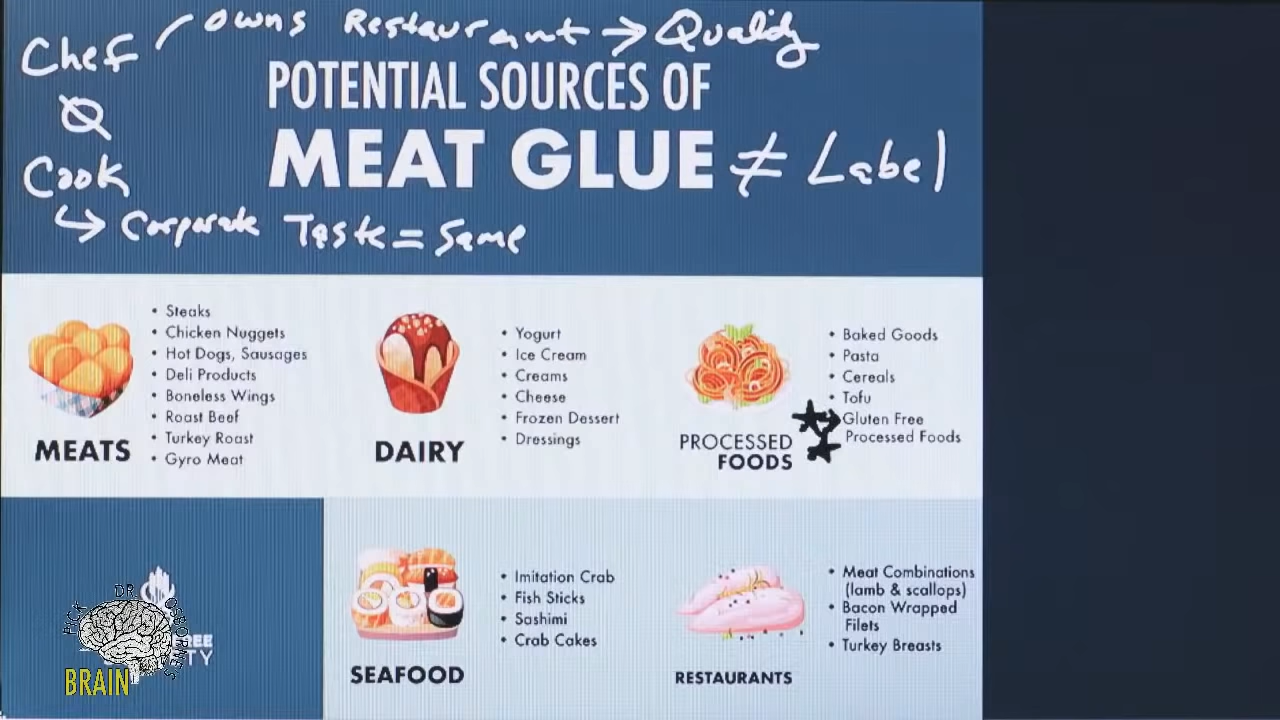 Chef owns Restaurant → Quality
POTENTIAL SOURCES OF
MEAT GLUE ≠ Label
Cook
↳ Corporate Taste = Same
• Steaks
• Chicken Nuggets
• Hot Dogs, Sausages
• Deli Products
• Boneless Wings
• Roast Beef
• Turkey Roast
• Gyro Meat
MEATS
• Yogurt
• Ice Cream
• Creams
• Cheese
• Frozen Dessert
• Dressings
DAIRY
• Baked Goods
• Pasta
• Cereals
• Tofu
• Gluten Free
Processed Foods
PROCESSED
FOODS
• Imitation Crab
• Fish Sticks
• Sashimi
• Crab Cakes
SEAFOOD
• Meat Combinations
(lamb & scallops)
• Bacon Wrapped
Filets
• Turkey Breasts
RESTAURANTS
DR
BRAIN